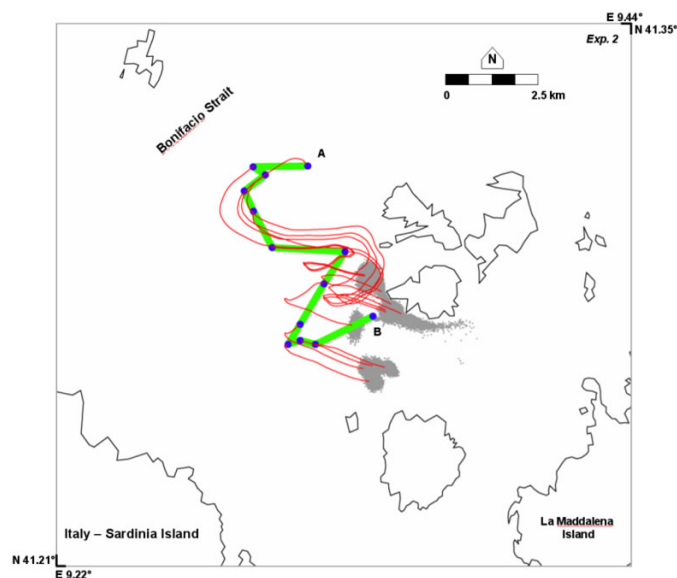 E 9.44°
N 41.35°
Exp. 2
N
0 2.5 km
Bonifacio Strait
A
B
Italy – Sardinia Island
La Maddalena
Island
N 41.21°
E 9.22°